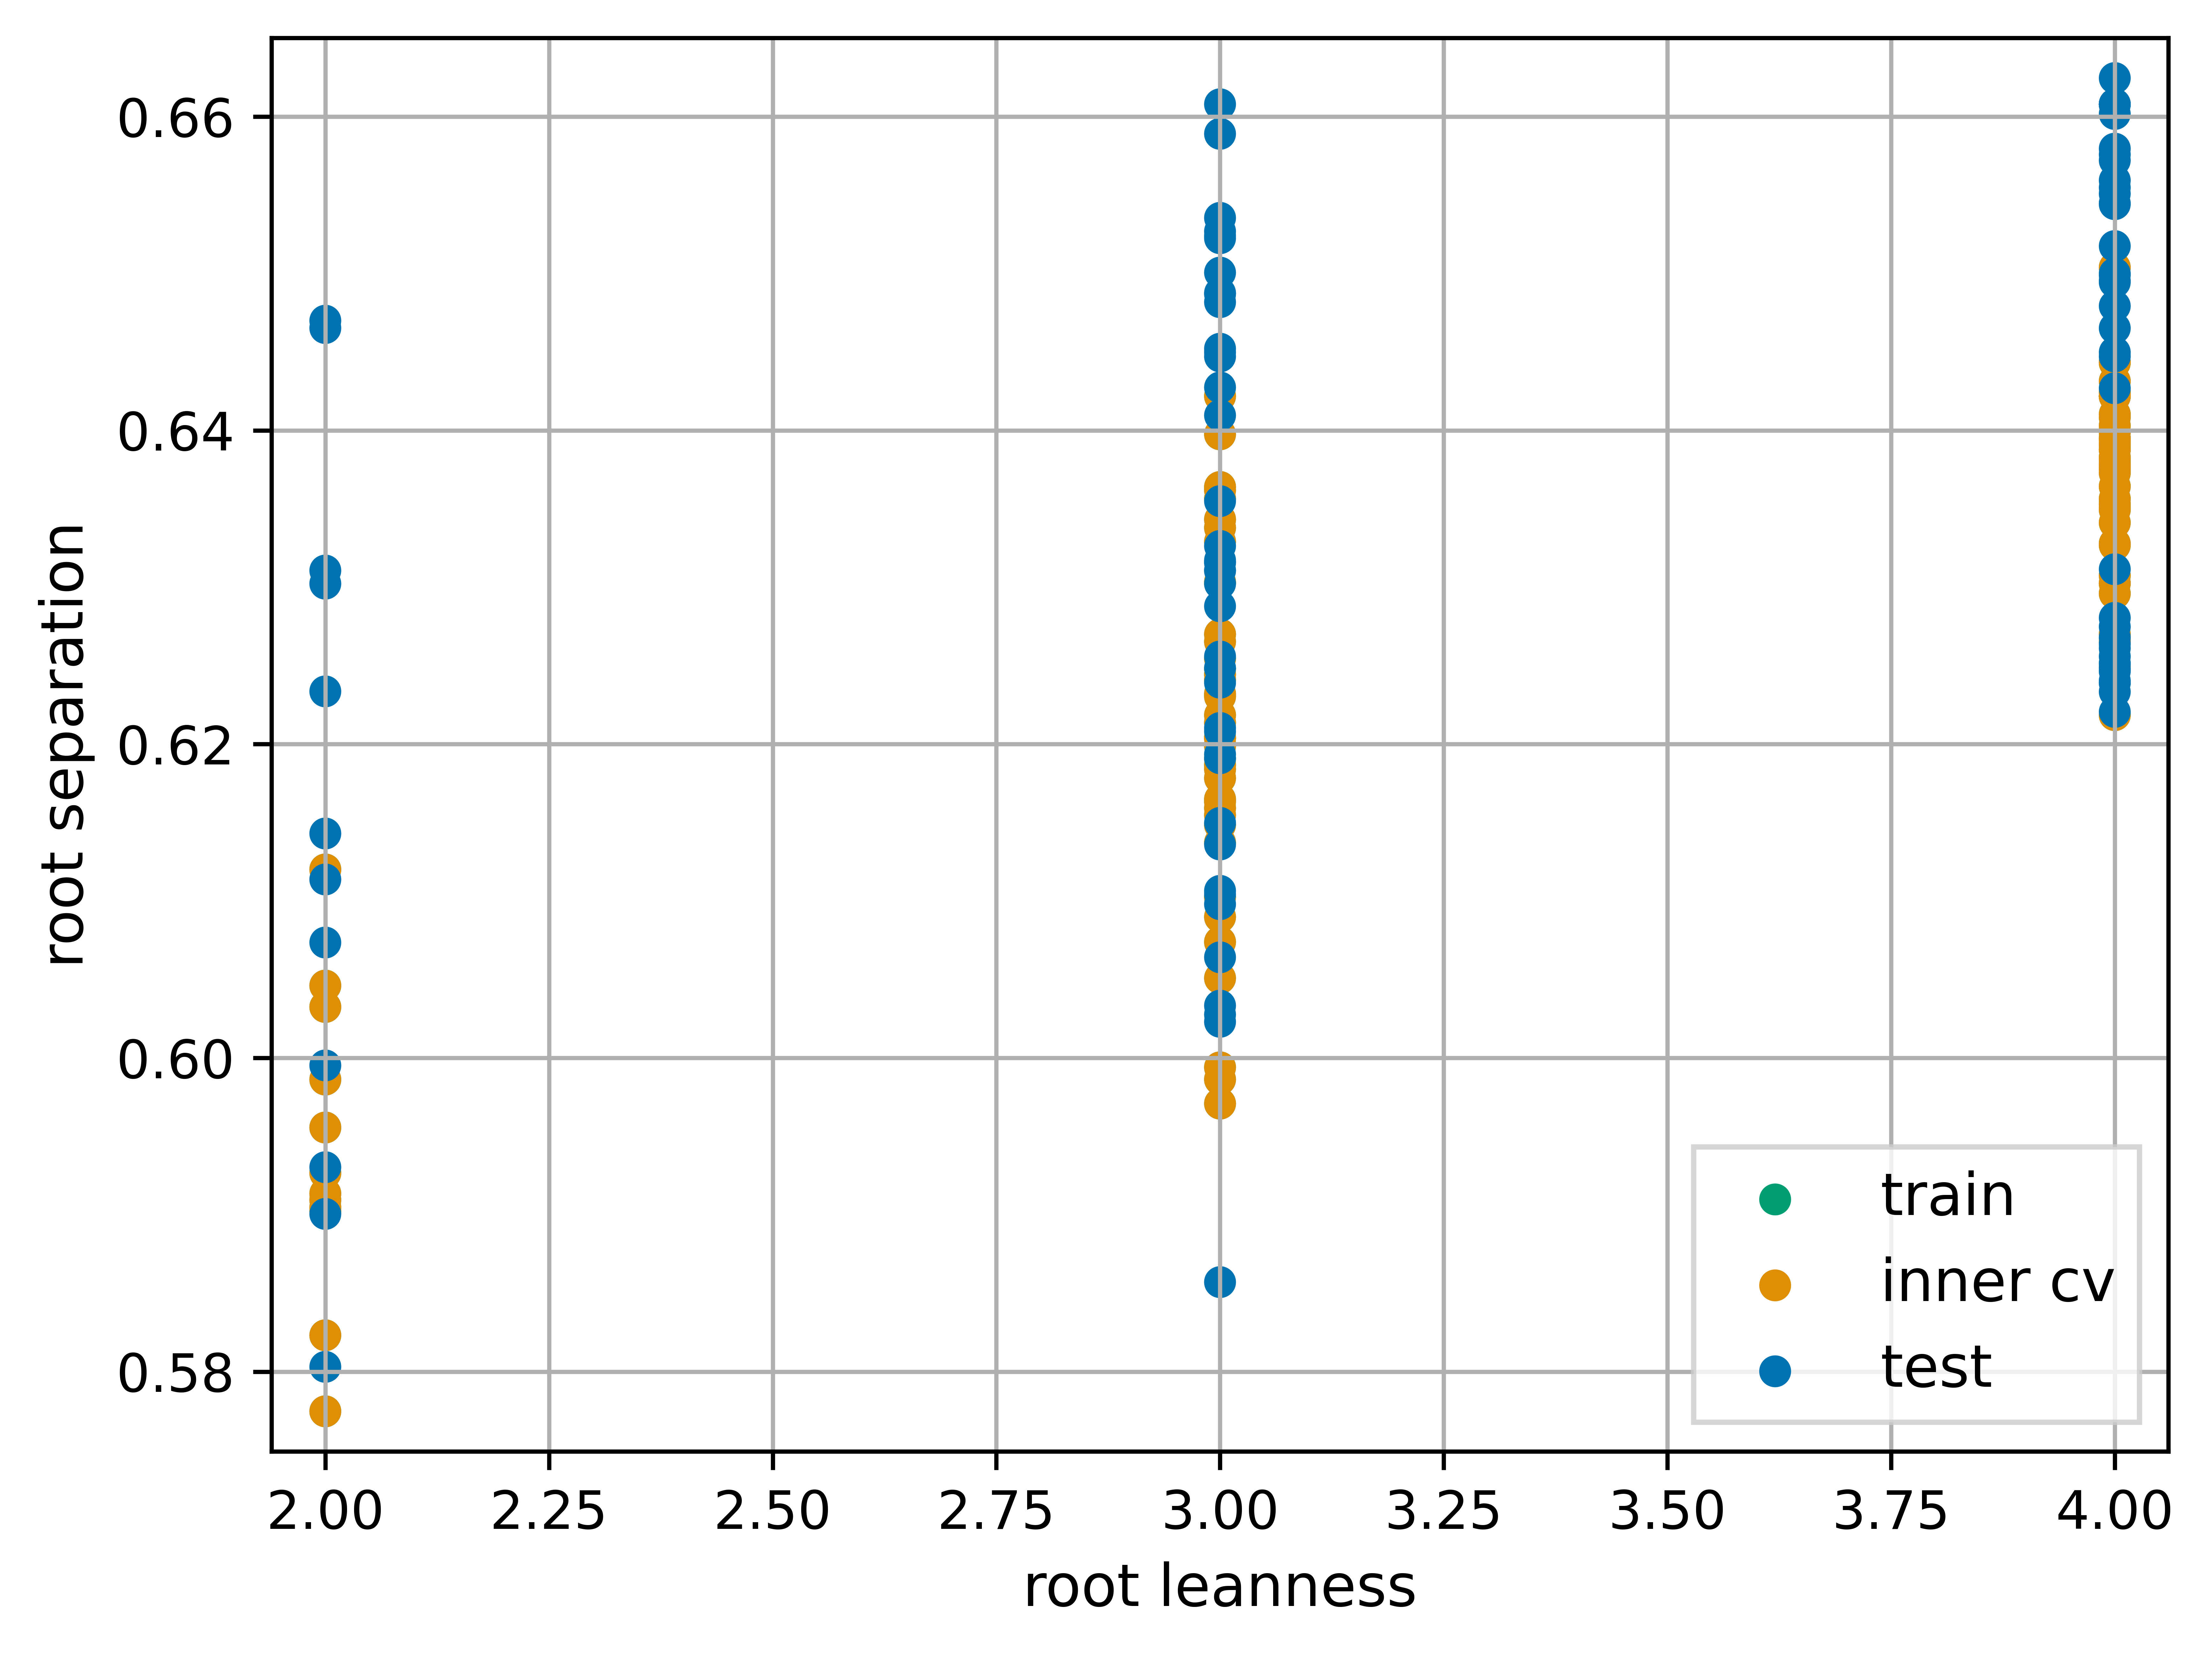 0.66
0.64
0.62
0.60
0.58
root separation
2.00 2.25 2.50 2.75 3.00 3.25 3.50 3.75 4.00
root leanness
train
inner cv
test